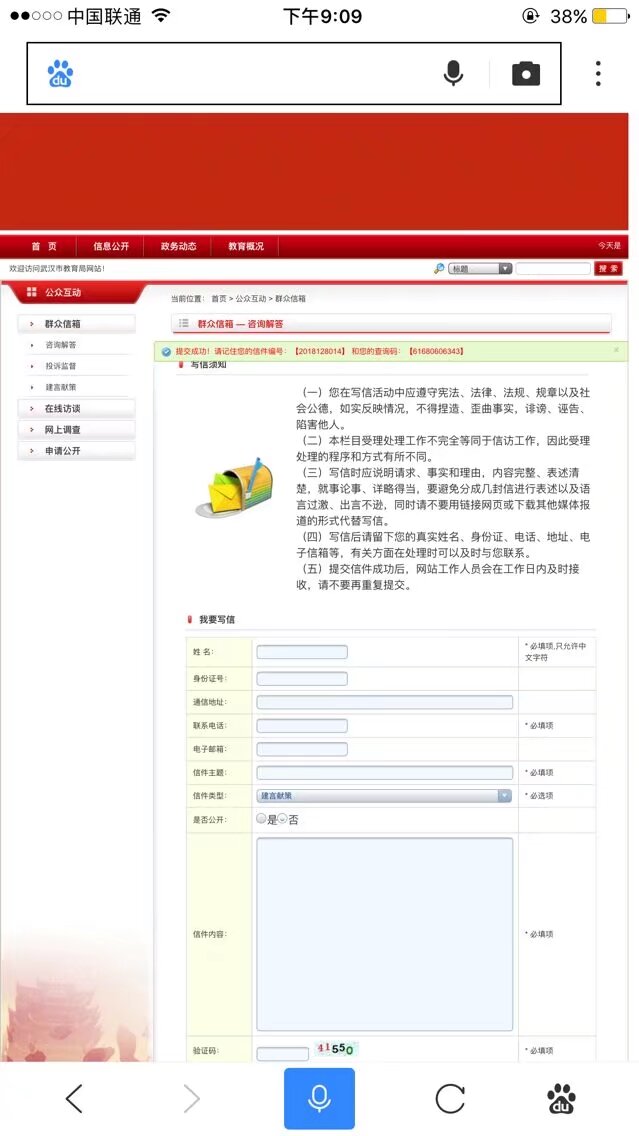 中国联通 下午9:09 38%
du
首 页 信息公开 政务动态 教育概况 今天是
欢迎访问武汉市教育局网站! 标题 搜 索
公众互动
当前位置: 首页 > 公众互动 > 群众信箱
群众信箱
咨询解答
投诉监督
建言献策
在线访谈
网上调查
申请公开
群众信箱 — 咨询解答
提交成功! 请记住您的信件编号: 【2018128014】 和您的查询码: 【61680606343】 ×
写信须知
（一）您在写信活动中应遵守宪法、法律、法规、规章以及社
会公德，如实反映情况，不得捏造、歪曲事实，诽谤、诬告、
陷害他人。
（二）本栏目受理处理工作不完全等同于信访工作，因此受理
处理的程序和方式有所不同。
（三）写信时应说明请求、事实和理由，内容完整、表述清
楚，就事论事、详略得当，要避免分成几封信进行表述以及语
言过激、出言不逊，同时请不要用链接网页或下载其他媒体报
道的形式代替写信。
（四）写信后请留下您的真实姓名、身份证、电话、地址、电
子信箱等，有关方面在处理时可以及时与您联系。
（五）提交信件成功后，网站工作人员会在工作日内及时接
收，请不要再重复提交。
我要写信
姓 名: * 必填项,只允许中
文字符
身份证号:
通信地址:
联系电话: * 必填项
电子邮箱:
信件主题: * 必填项
信件类型: 建言献策 * 必选项
是否公开: 是 否
信件内容: * 必填项
验证码: 41550 * 必填项
du